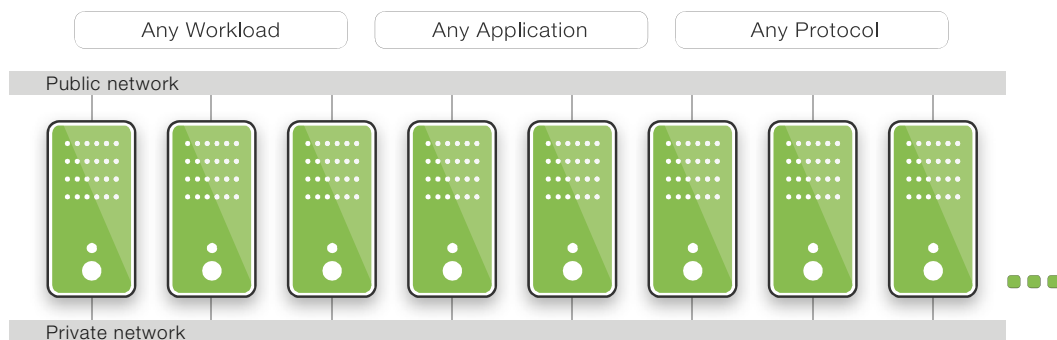 Any Workload
Any Application
Any Protocol
Public network
Private network